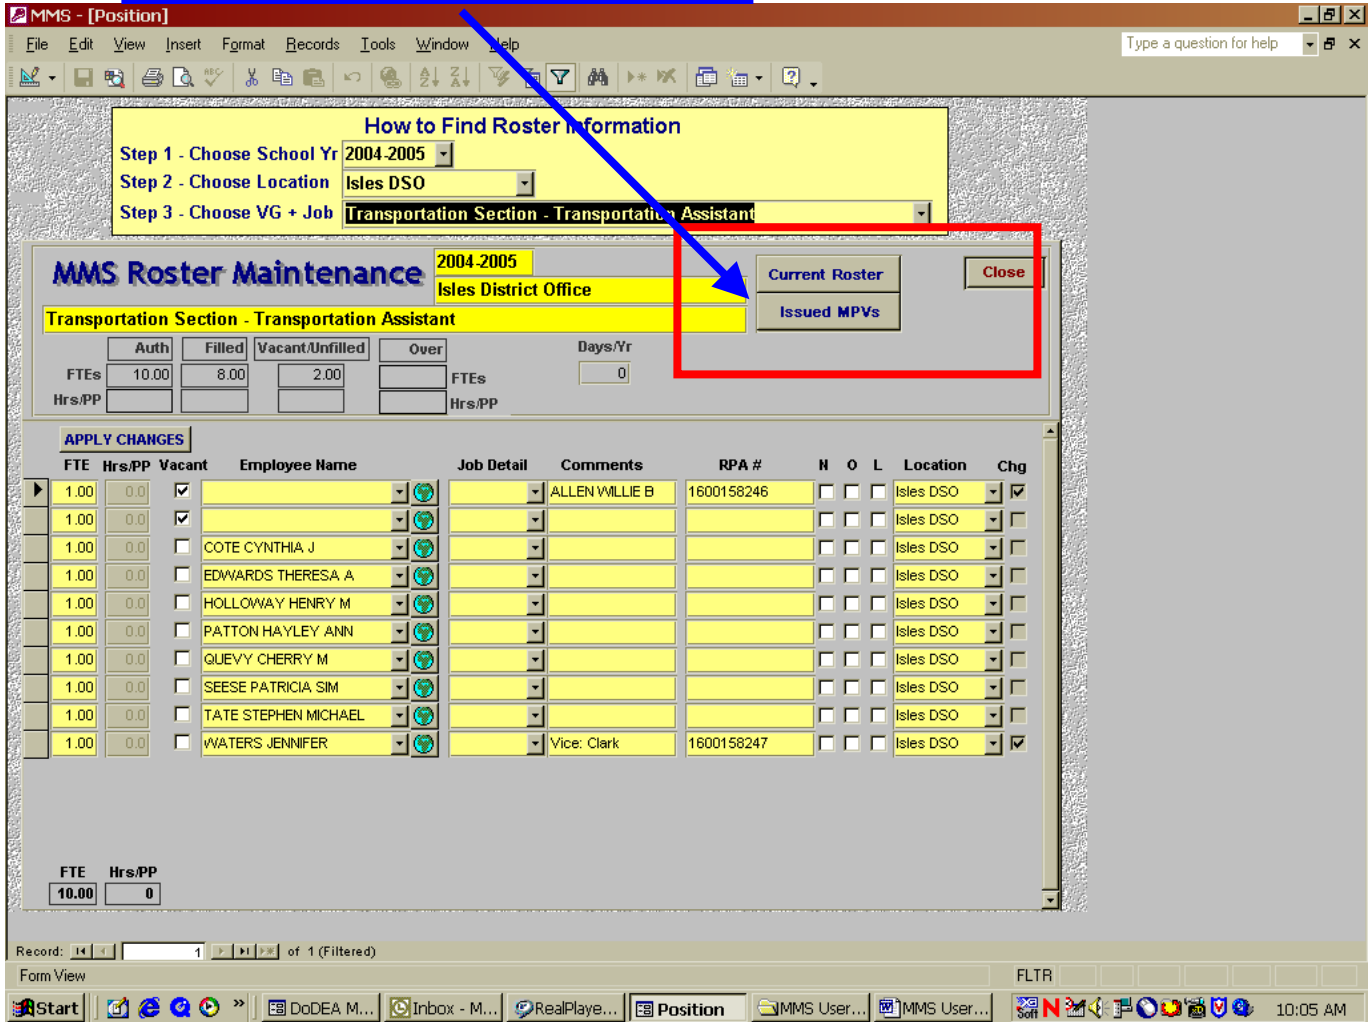 MMS - [Position]
File Edit View Insert Format Records Tools Window Help Type a question for help
How to Find Roster Information
Step 1 - Choose School Yr 2004-2005
Step 2 - Choose Location Isles DSO
Step 3 - Choose VG + Job Transportation Section - Transportation Assistant
MMS Roster Maintenance 2004-2005
Isles District Office
Transportation Section - Transportation Assistant
Current Roster
Issued MPVs
Close
Auth Filled Vacant/Unfilled Over Days/Yr
FTEs 10.00 8.00 2.00 FTEs 0
Hrs/PP Hrs/PP
APPLY CHANGES
FTE Hrs/PP Vacant Employee Name Job Detail Comments RPA # N O L Location Chg
1.00 0.0 ALLEN WILLIE B 1600158246 Isles DSO
1.00 0.0 Isles DSO
1.00 0.0 COTE CYNTHIA J Isles DSO
1.00 0.0 EDWARDS THERESA A Isles DSO
1.00 0.0 HOLLOWAY HENRY M Isles DSO
1.00 0.0 PATTON HAYLEY ANN Isles DSO
1.00 0.0 QUEVY CHERRY M Isles DSO
1.00 0.0 SEESE PATRICIA SIM Isles DSO
1.00 0.0 TATE STEPHEN MICHAEL Isles DSO
1.00 0.0 WATERS JENNIFER Vice: Clark 1600158247 Isles DSO
FTE Hrs/PP
10.00 0
Record: 1 of 1 (Filtered)
Form View FLTR
Start DoDEA M... Inbox - M... RealPlaye... Position MMS User... MMS User... 10:05 AM